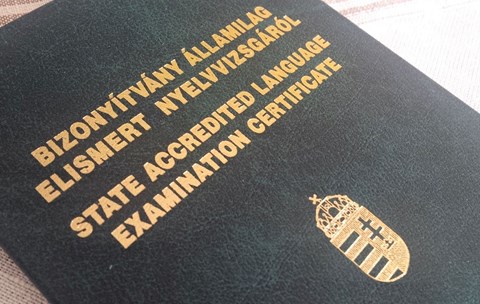 BIZONYÍTVÁNY ÁLLAMILAG
ELISMERT NYELVVIZSGÁRÓL
STATE ACCREDITED LANGUAGE
EXAMINATION CERTIFICATE